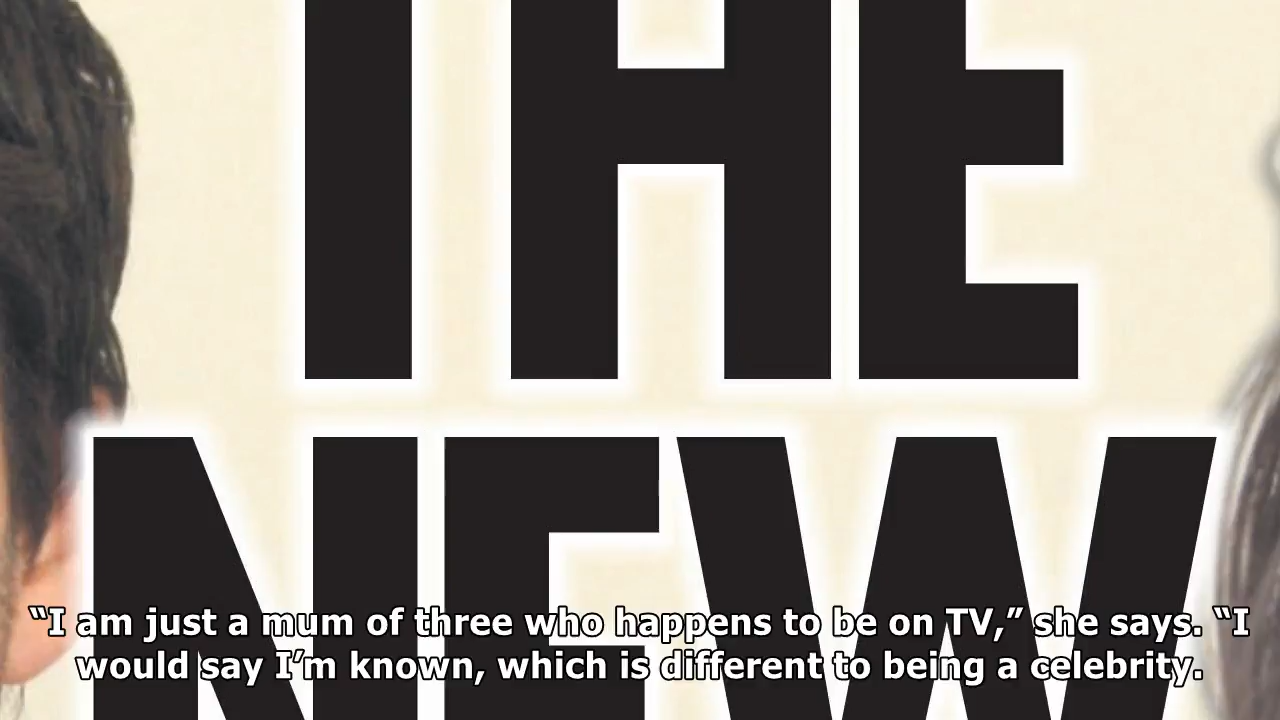 THE
NEW
“I am just a mum of three who happens to be on TV,” she says. “I
would say I’m known, which is different to being a celebrity.